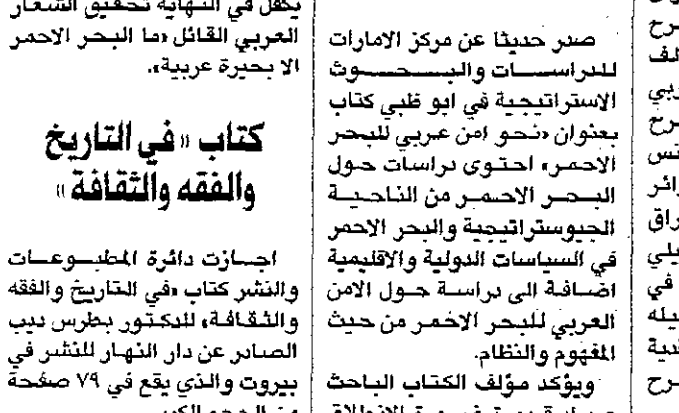 صدر حديثا عن مركز الامارات
للدراسات والبحوث
الاستراتيجية في ابو ظبي كتاب
بعنوان «نحو امن عربي للبحر
الاحمر» احتوى دراسات حول
البحر الاحمر من الناحية
الجيوستراتيجية والبحر الاحمر
في السياسات الدولية والاقليمية
اضافة الى دراسة حول الامن
العربي للبحر الاحمر من حيث
المفهوم والنظام.
ويؤكد مؤلف الكتاب الباحث
يكفل في النهاية تحقيق الشعار
العربي القائل «ما البحر الاحمر
الا بحيرة عربية».
كتاب «في التاريخ
والفقه والثقافة»
اجازت دائرة المطبوعات
والنشر كتاب «في التاريخ والفقه
والثقافة» للدكتور بطرس ديب
الصادر عن دار النهار للنشر في
بيروت والذي يقع في ٧٩ صفحة
من الحجم الكبير